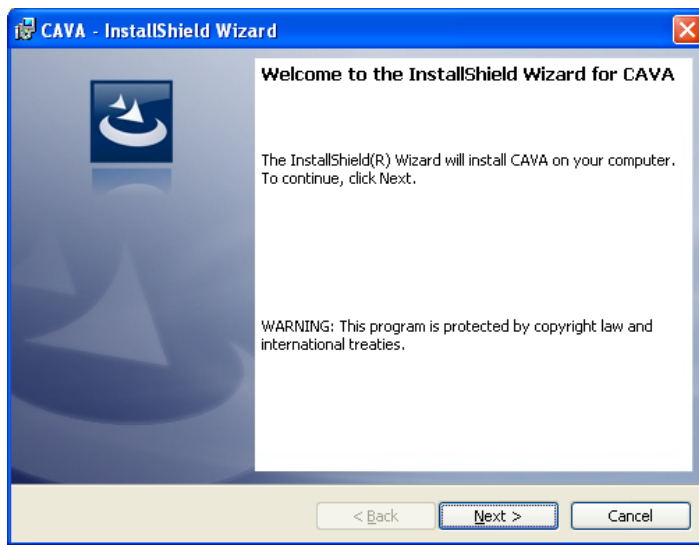 CAVA - InstallShield Wizard
Welcome to the InstallShield Wizard for CAVA
The InstallShield(R) Wizard will install CAVA on your computer.
To continue, click Next.
WARNING: This program is protected by copyright law and
international treaties.
< Back
Next >
Cancel